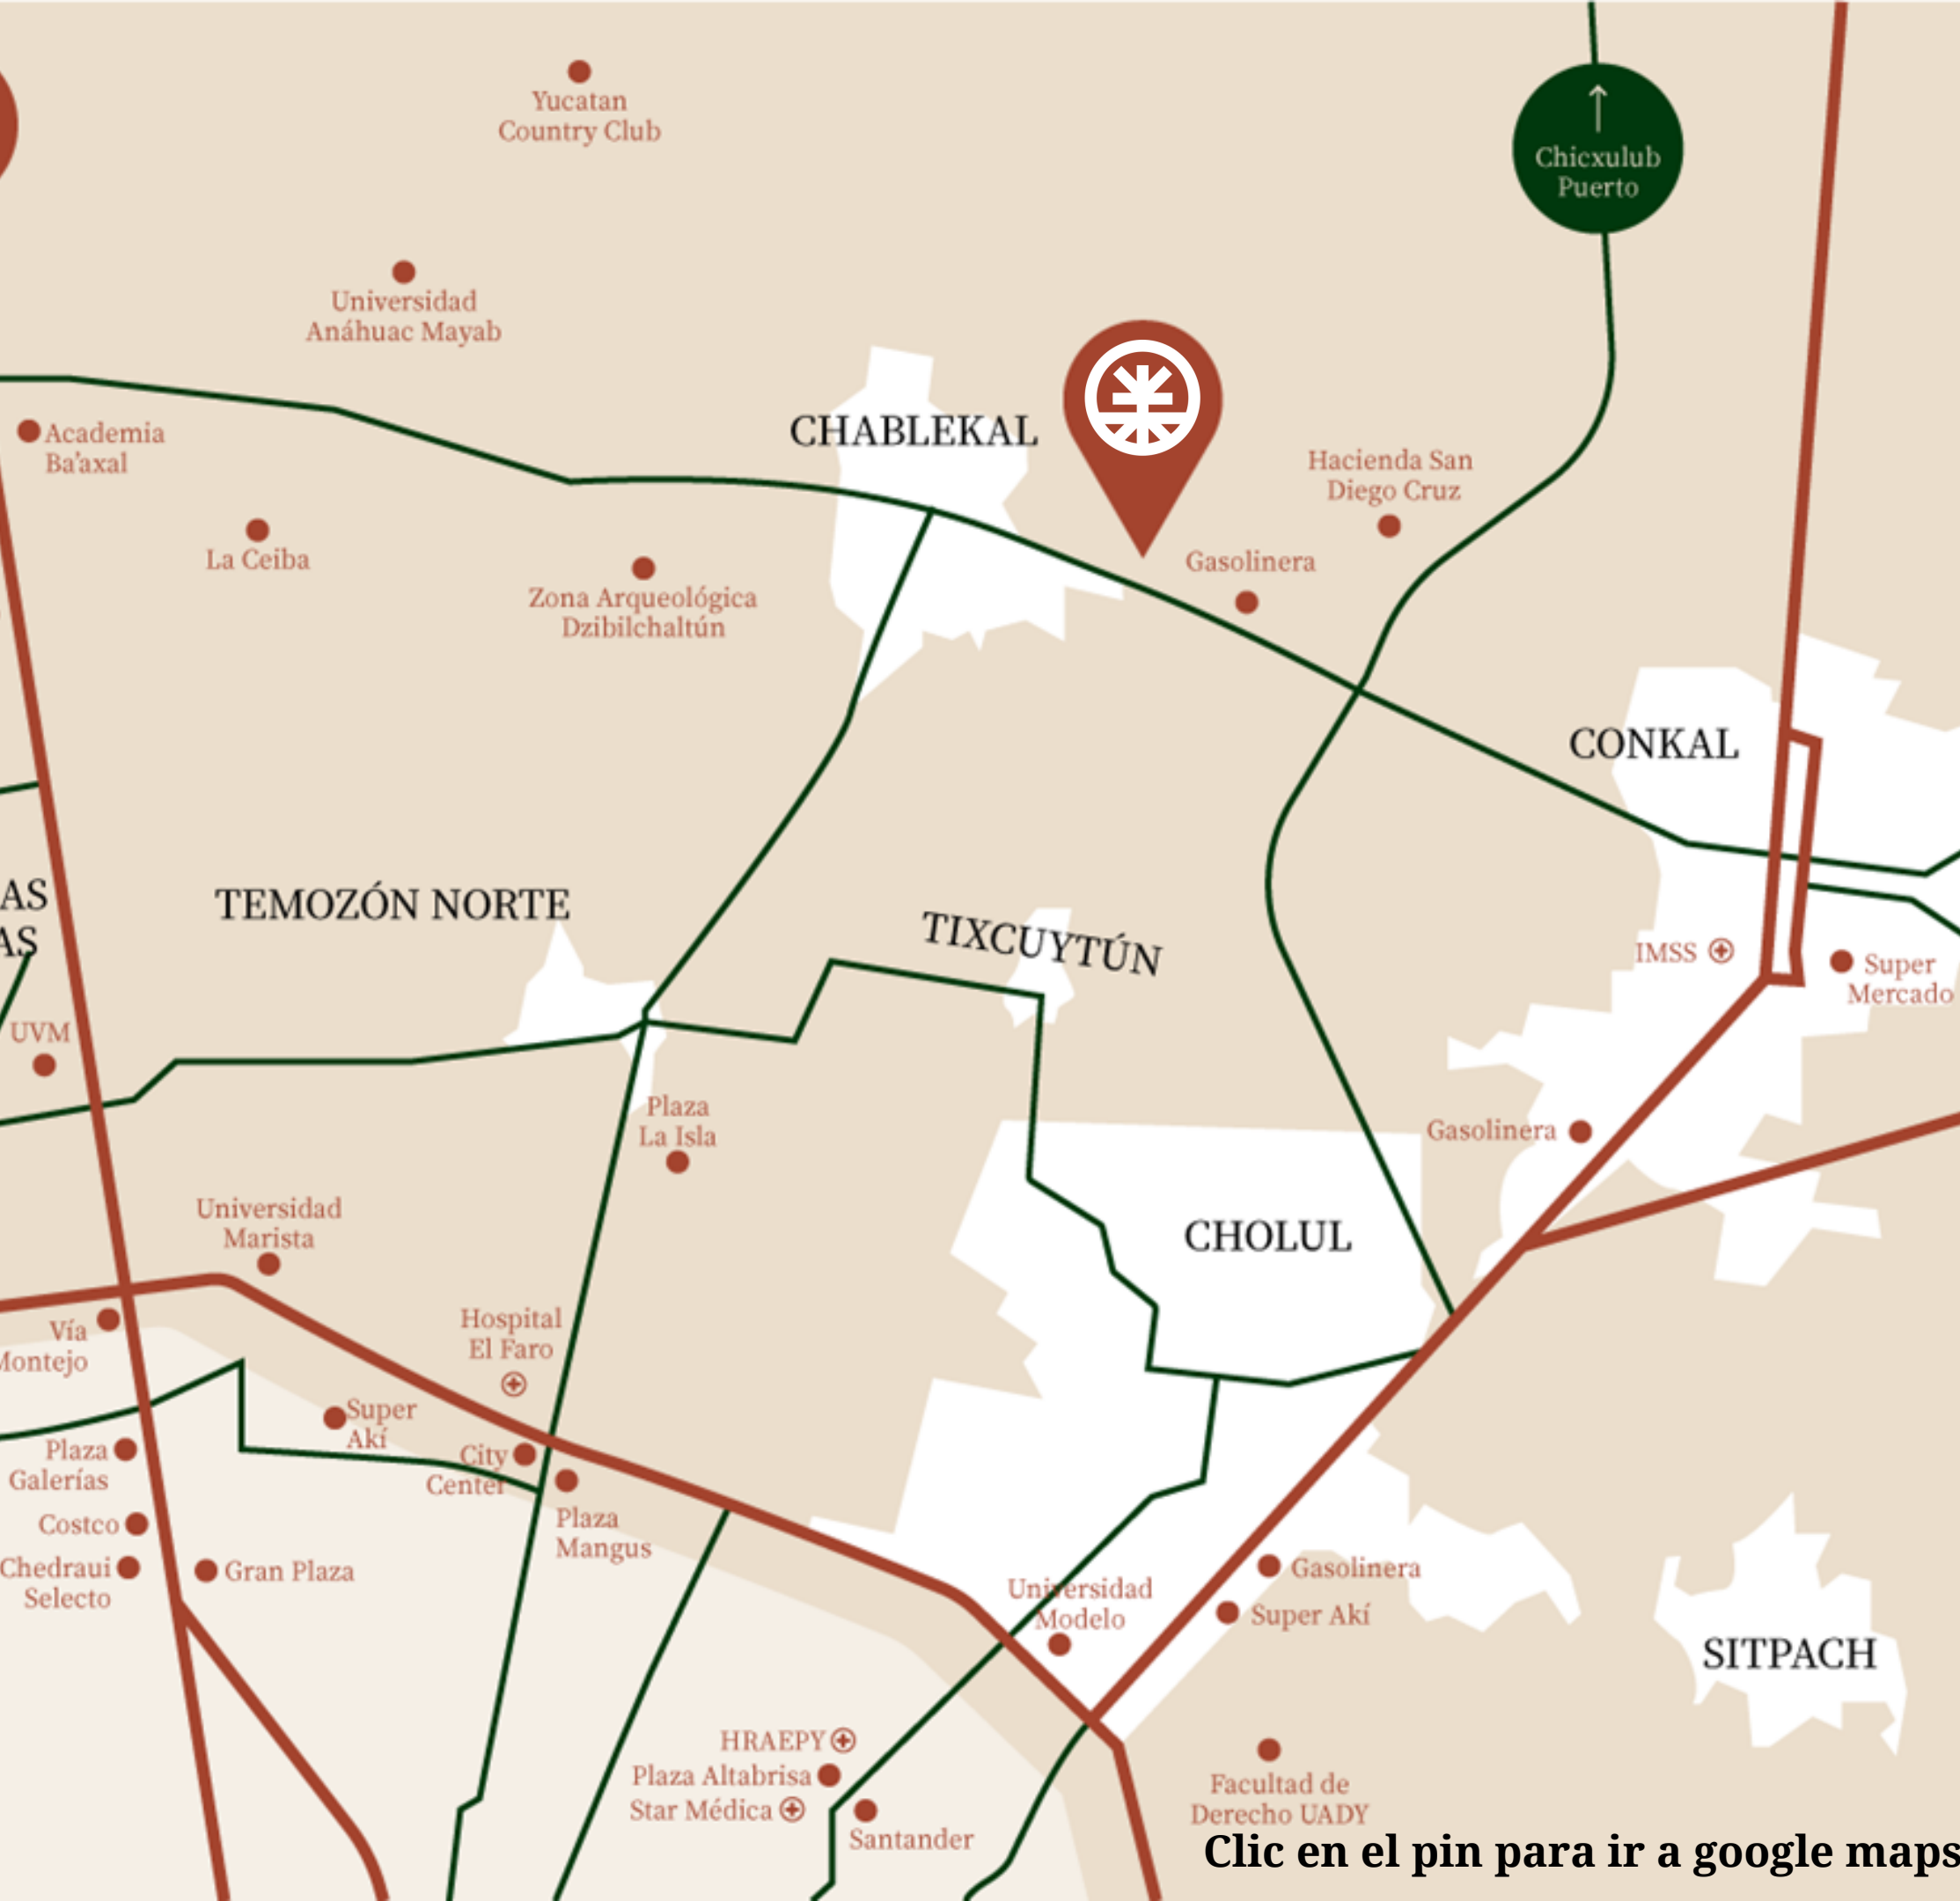 Yucatan
Country Club
Chicxulub
Puerto
Universidad
Anáhuac Mayab
CHABLEKAL
Academia
Ba'axal
Hacienda San
Diego Cruz
La Ceiba
Gasolinera
Zona Arqueológica
Dzibilchaltún
CONKAL
AS
AS
TEMOZÓN NORTE
TIXCUYTÚN
IMSS
Super
Mercado
UVM
Plaza
La Isla
Gasolinera
Universidad
Marista
CHOLUL
Vía
Montejo
Hospital
El Faro
Super
Akí
City
Center
Plaza
Galerías
Plaza
Mangus
Costco
Chedraui
Selecto
Gran Plaza
Universidad
Modelo
Gasolinera
Super Akí
SITPACH
HRAEPY
Plaza Altabrisa
Star Médica
Santander
Facultad de
Derecho UADY
Clic en el pin para ir a google maps